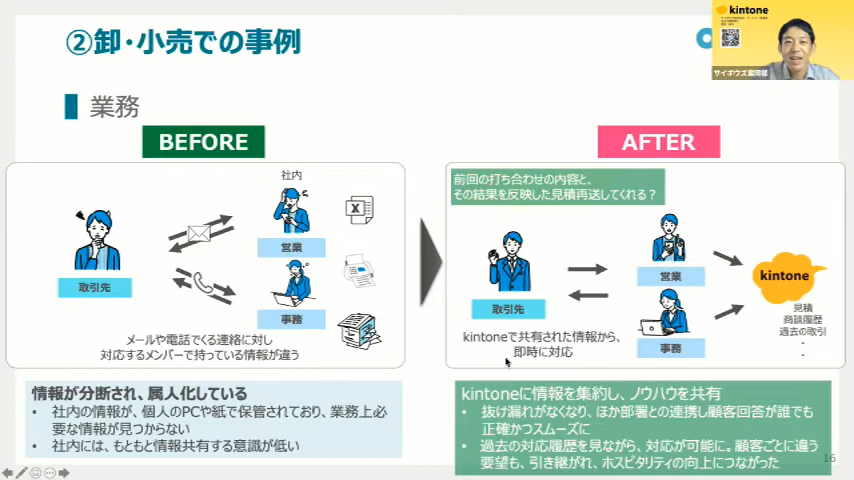 ②卸・小売での事例
kintone
サイボウズ
業務
BEFORE
AFTER
社内
営業
取引先
事務
メールや電話でくる連絡に対し
対応するメンバーで持っている情報が違う
前回の打ち合わせの内容と、
その結果を反映した見積再送してくれる？
営業
取引先
事務
kintone
見積
商談履歴
過去の取引
・
・
kintoneで共有された情報から、
即時に対応
情報が分断され、属人化している
• 社内の情報が、個人のPCや紙で保管されており、業務上必
要な情報が見つからない
• 社内には、もともと情報共有する意識が低い
kintoneに情報を集約し、ノウハウを共有
• 抜け漏れがなくなり、ほか部署との連携し顧客回答が誰でも
正確かつスムーズに
• 過去の対応履歴を見ながら、対応が可能に。顧客ごとに違う
要望も、引き継がれ、ホスピタリティの向上につながった
16